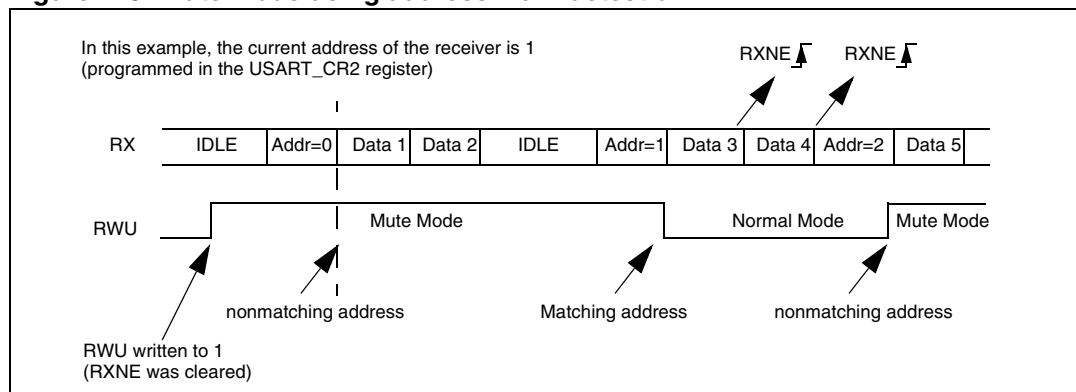 In this example, the current address of the receiver is 1
(programmed in the USART_CR2 register)
RXNE RXNE
RX IDLE Addr=0 Data 1 Data 2 IDLE Addr=1 Data 3 Data 4 Addr=2 Data 5
RWU Mute Mode Normal Mode Mute Mode
nonmatching address Matching address nonmatching address
RWU written to 1
(RXNE was cleared)